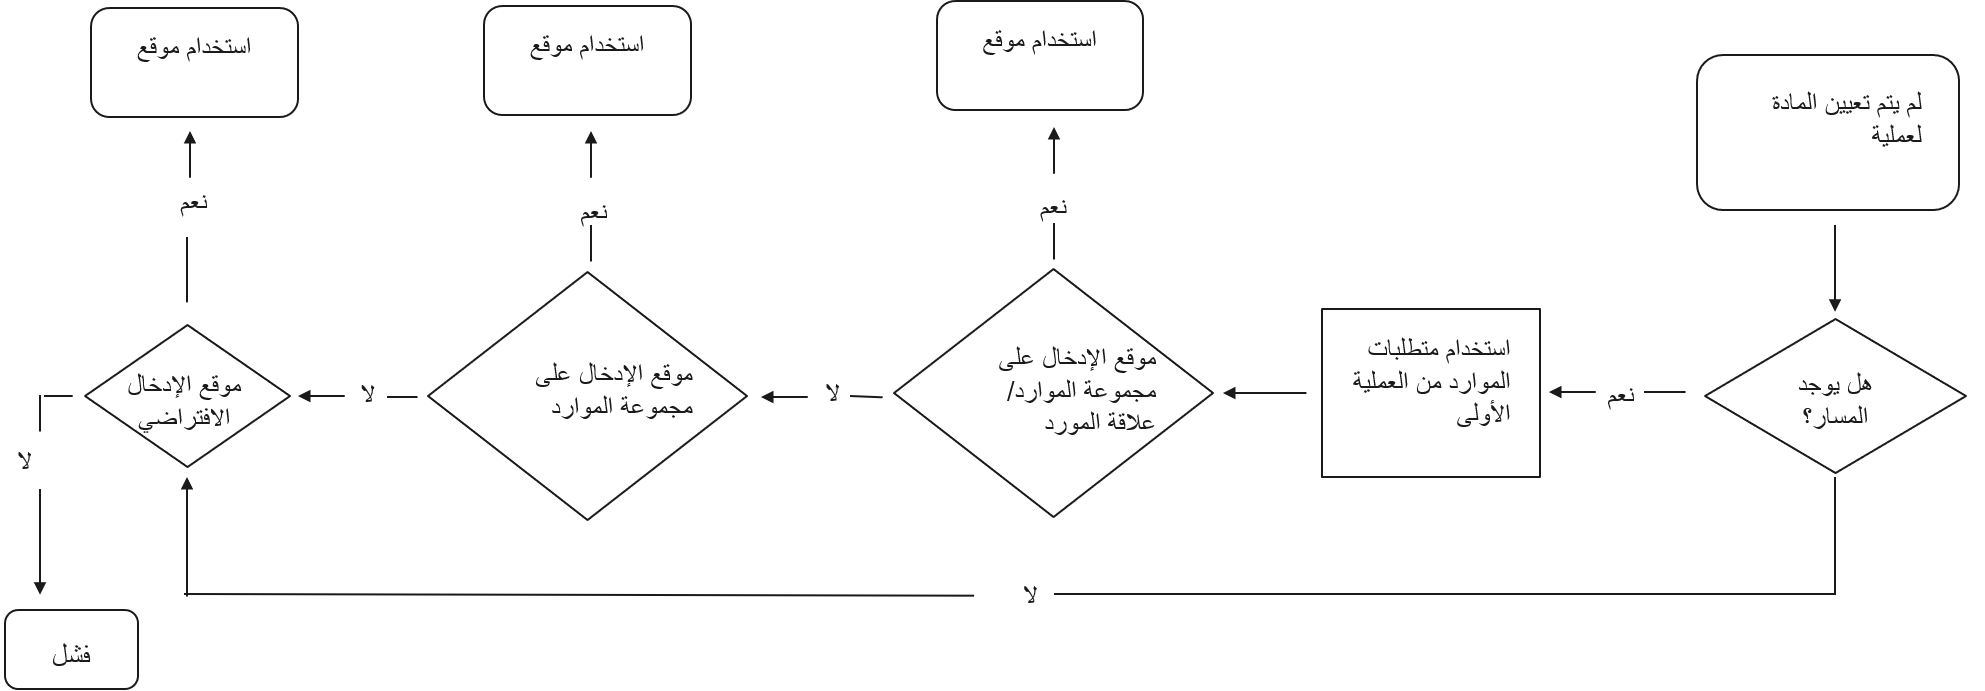 استخدام موقع
استخدام موقع
استخدام موقع
لم يتم تعيين المادة
لعملية
نعم
نعم
نعم
هل يوجد
المسار؟
نعم
استخدام متطلبات
الموارد من العملية
الأولى
موقع الإدخال على
مجموعة الموارد/
علاقة المورد
لا
موقع الإدخال على
مجموعة الموارد
لا
موقع الإدخال
الافتراضي
لا
لا
فشل